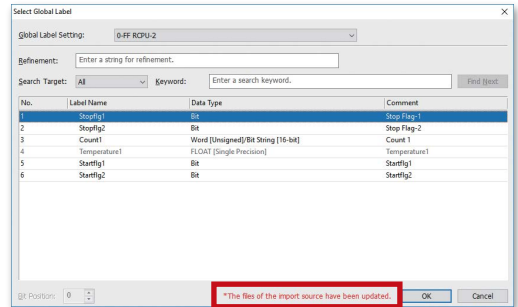 Select Global Label
Global Label Setting: 0-FF RCPU-2
Refinement: Enter a string for refinement.
Search Target: All Keyword: Enter a search keyword. Find Next
No. Label Name Data Type Comment
1 Stopflg1 Bit Stop Flag-1
2 Stopflg2 Bit Stop Flag-2
3 Count1 Word [Unsigned]/Bit String [16-bit] Count 1
4 Temperature1 FLOAT [Single Precision] Temperature1
5 Startflg1 Bit Startflg1
6 Startflg2 Bit Startflg2
Bit Position: 0 *The files of the import source have been updated. OK Cancel